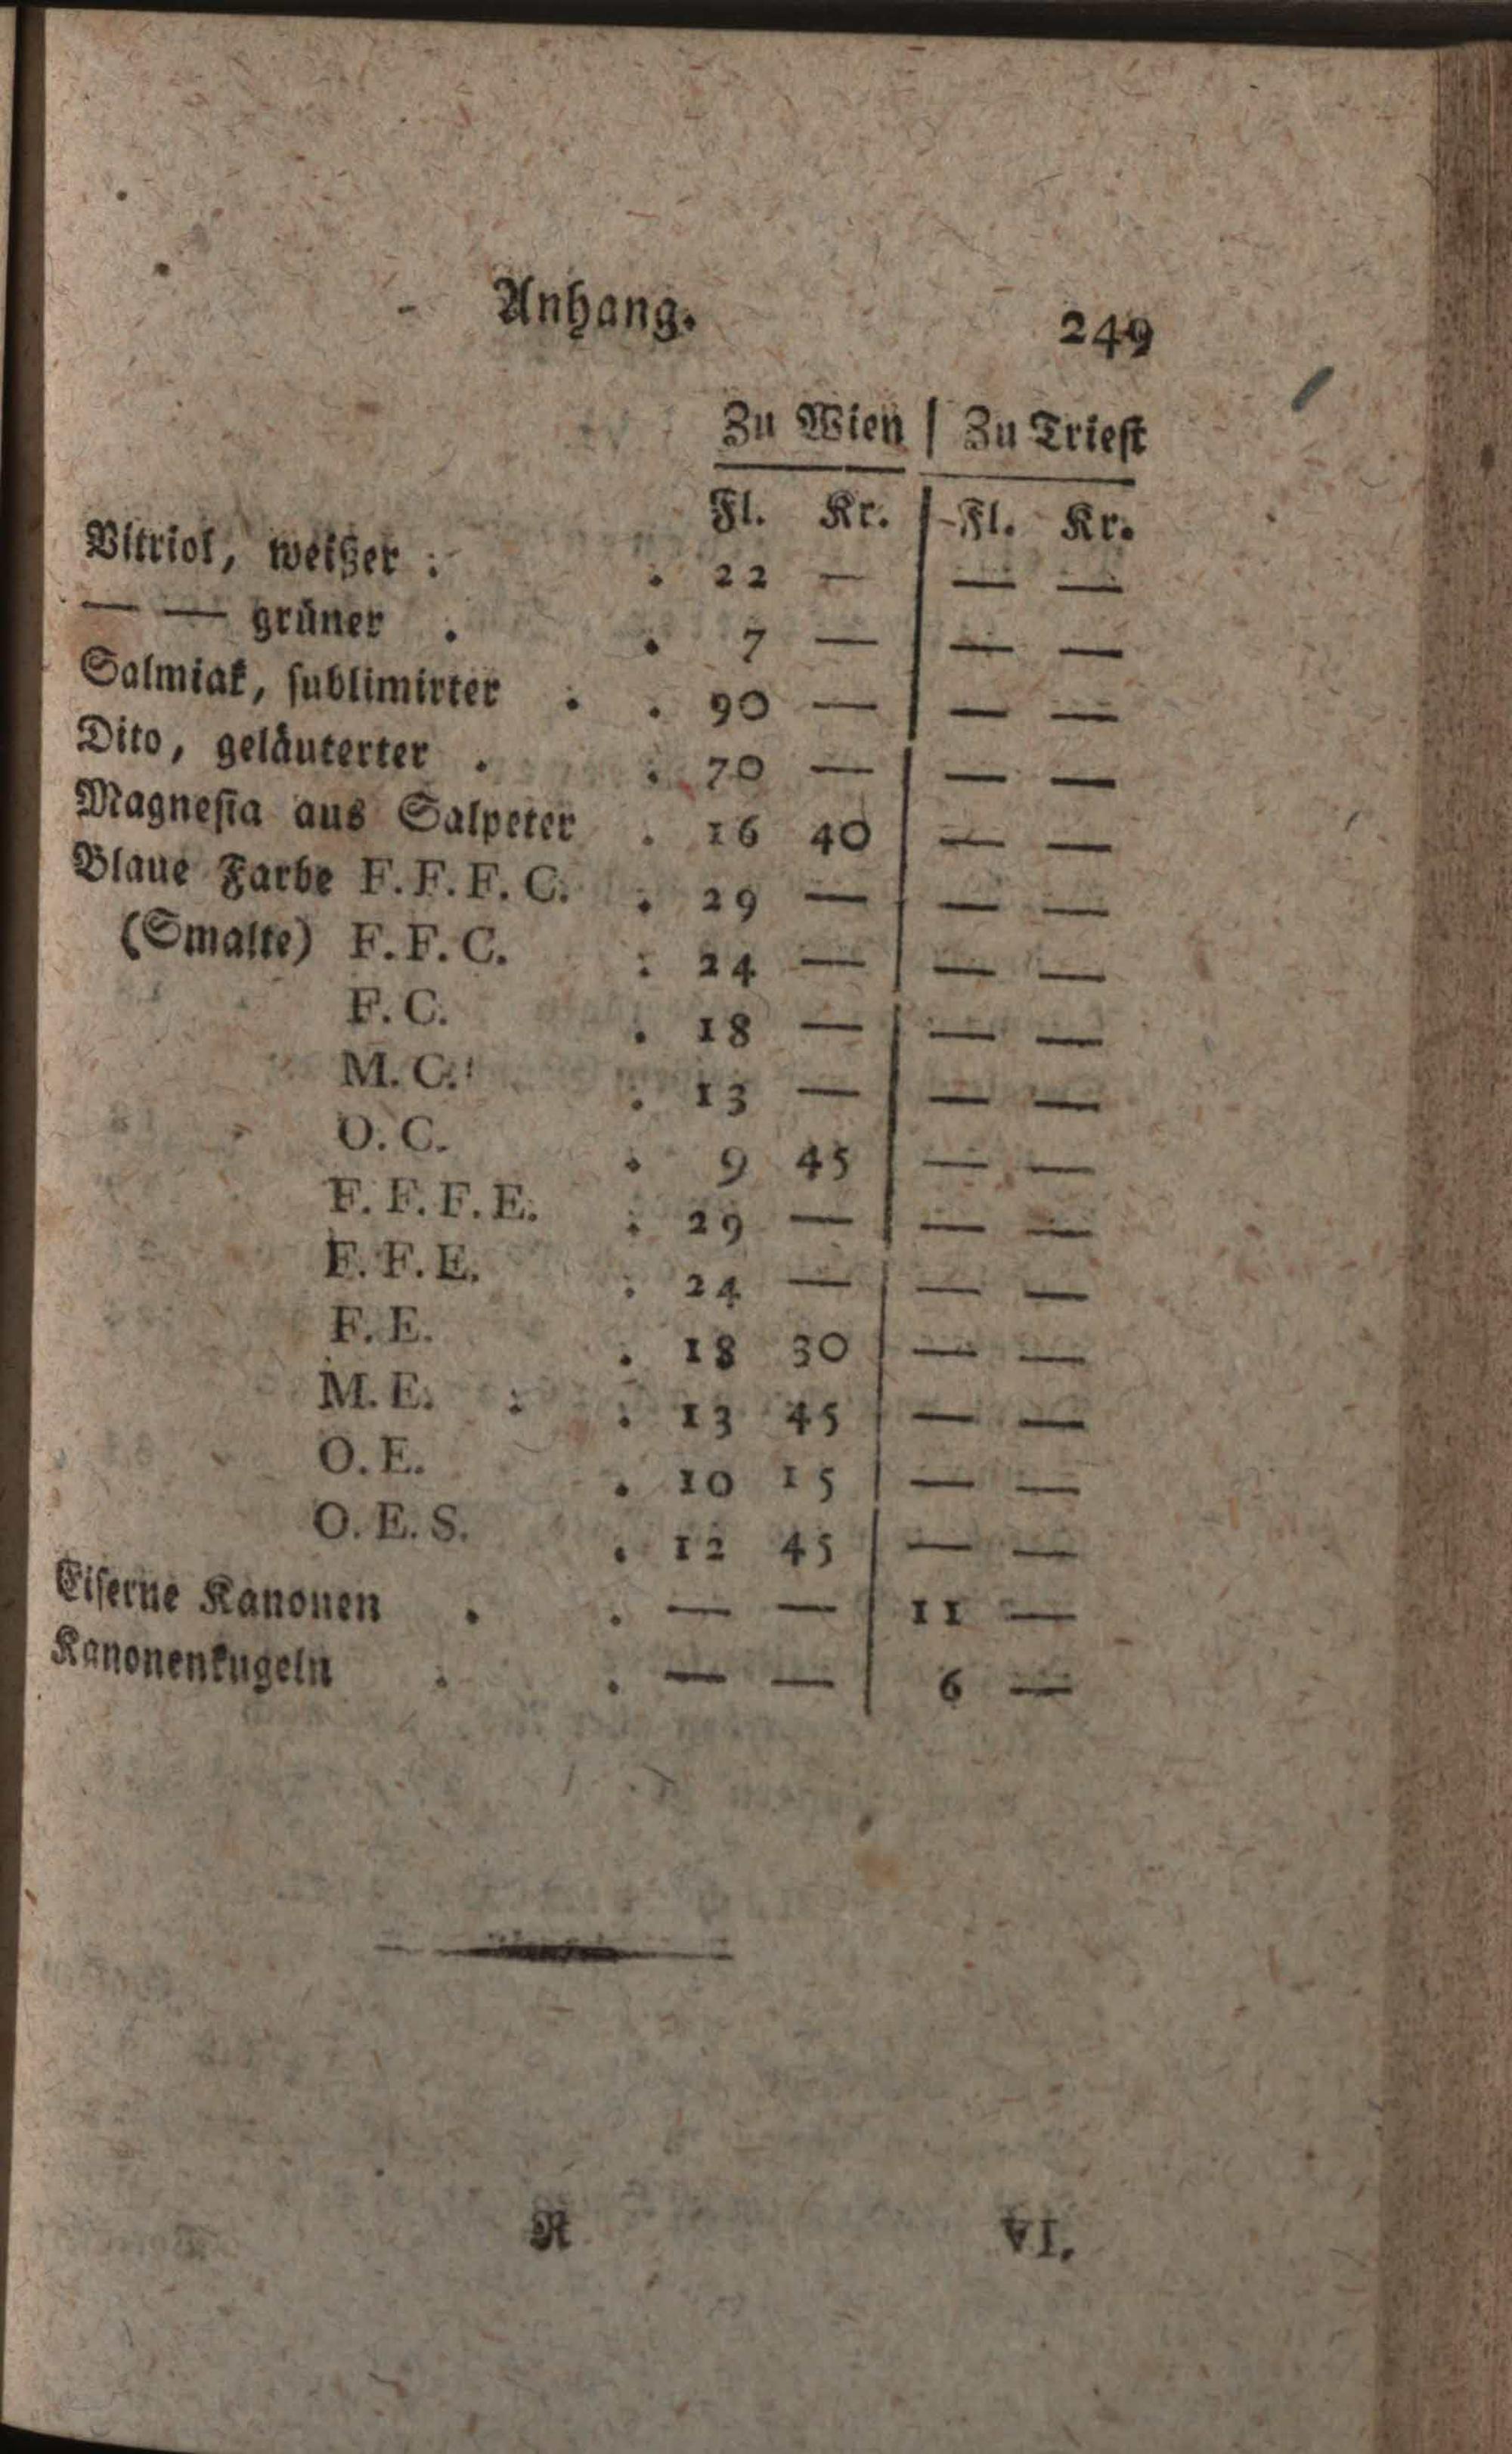 Anhang. 249
Zu Wien | Zu Triest
Fl. Kr. | Fl. Kr.
Vitriol, weißer . . 22 — | — —
— — grüner . . 7 — | — —
Salmiak, sublimirter . . 90 — | — —
Dito, geläuterter . . 70 — | — —
Magnesia aus Salpeter . 16 40 | — —
Blaue Farbe F. F. F. C. . 29 — | — —
(Smalte) F. F. C. . 24 — | — —
F. C. . 18 — | — —
M. C. . 13 — | — —
O. C. . 9 45 | — —
F. F. F. E. . 29 — | — —
F. F. E. . 24 — | — —
F. E. . 18 30 | — —
M. E. . . 13 45 | — —
O. E. . 10 15 | — —
O. E. S. . 12 45 | — —
Eiserne Kanonen . . — — | 11 —
Kanonenkugeln . . — — | 6 —
R VI.